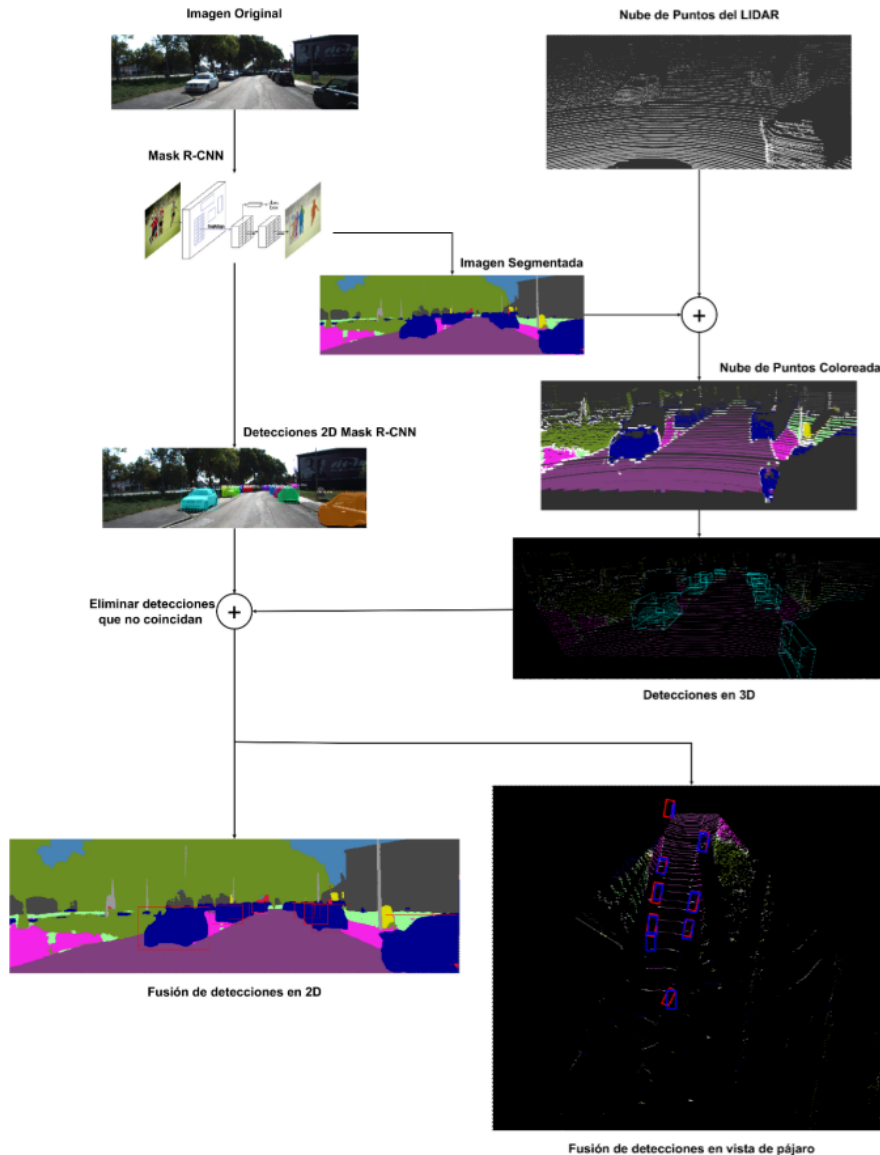 Imagen Original
Nube de Puntos del LIDAR
Mask R-CNN
Imagen Segmentada
Nube de Puntos Coloreada
Detecciones 2D Mask R-CNN
Eliminar detecciones
que no coincidan
Detecciones en 3D
Fusión de detecciones en 2D
Fusión de detecciones en vista de pájaro